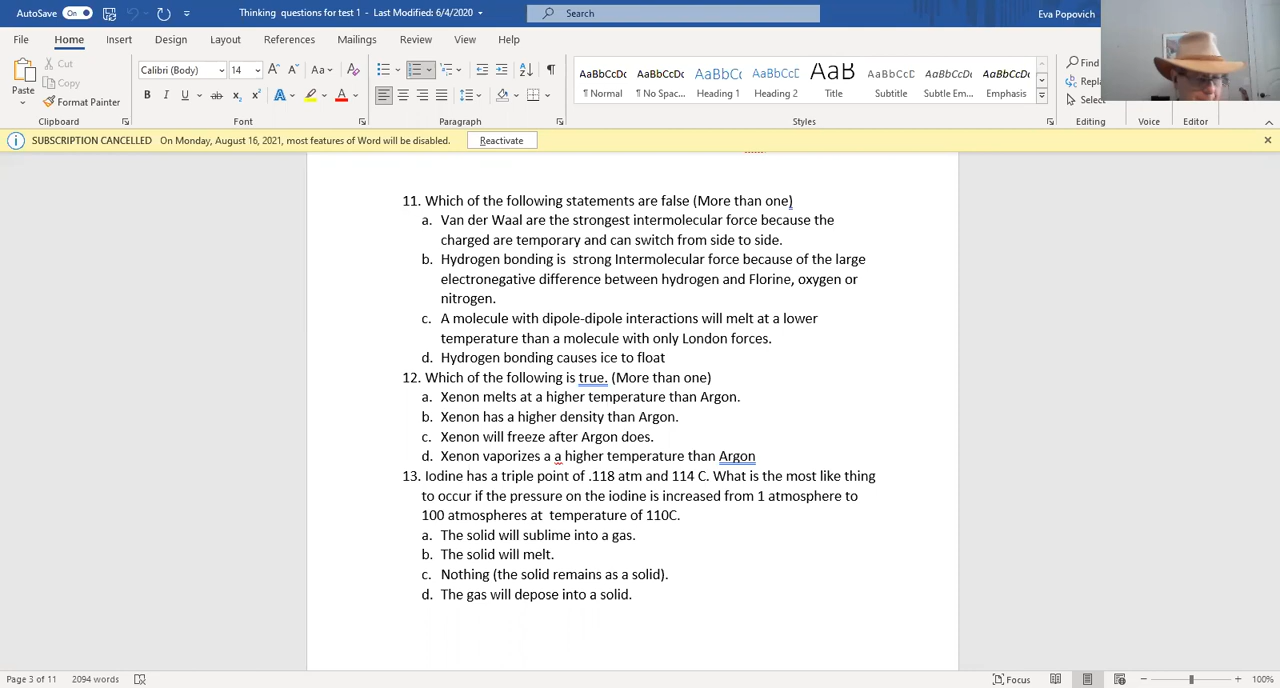 AutoSave On Thinking questions for test 1 - Last Modified: 6/4/2020 Search Eva Popovich
File Home Insert Design Layout References Mailings Review View Help
Paste Cut Copy Format Painter
Calibri (Body) 14 Aa
B I U ab x₂ x² A A
AaBbCcDc AaBbCcDc AaBbCc AaBbCcD AaB AaBbCcD AaBbCcDc AaBbCcDc
¶ Normal ¶ No Spac... Heading 1 Heading 2 Title Subtitle Subtle Em... Emphasis
Find
Repla
Select
Clipboard Font Paragraph Styles Editing Voice Editor
SUBSCRIPTION CANCELLED On Monday, August 16, 2021, most features of Word will be disabled. Reactivate
11. Which of the following statements are false (More than one)
a. Van der Waal are the strongest intermolecular force because the
charged are temporary and can switch from side to side.
b. Hydrogen bonding is strong Intermolecular force because of the large
electronegative difference between hydrogen and Florine, oxygen or
nitrogen.
c. A molecule with dipole-dipole interactions will melt at a lower
temperature than a molecule with only London forces.
d. Hydrogen bonding causes ice to float
12. Which of the following is true. (More than one)
a. Xenon melts at a higher temperature than Argon.
b. Xenon has a higher density than Argon.
c. Xenon will freeze after Argon does.
d. Xenon vaporizes a a higher temperature than Argon
13. Iodine has a triple point of .118 atm and 114 C. What is the most like thing
to occur if the pressure on the iodine is increased from 1 atmosphere to
100 atmospheres at temperature of 110C.
a. The solid will sublime into a gas.
b. The solid will melt.
c. Nothing (the solid remains as a solid).
d. The gas will depose into a solid.
Page 3 of 11 2094 words Focus 100%